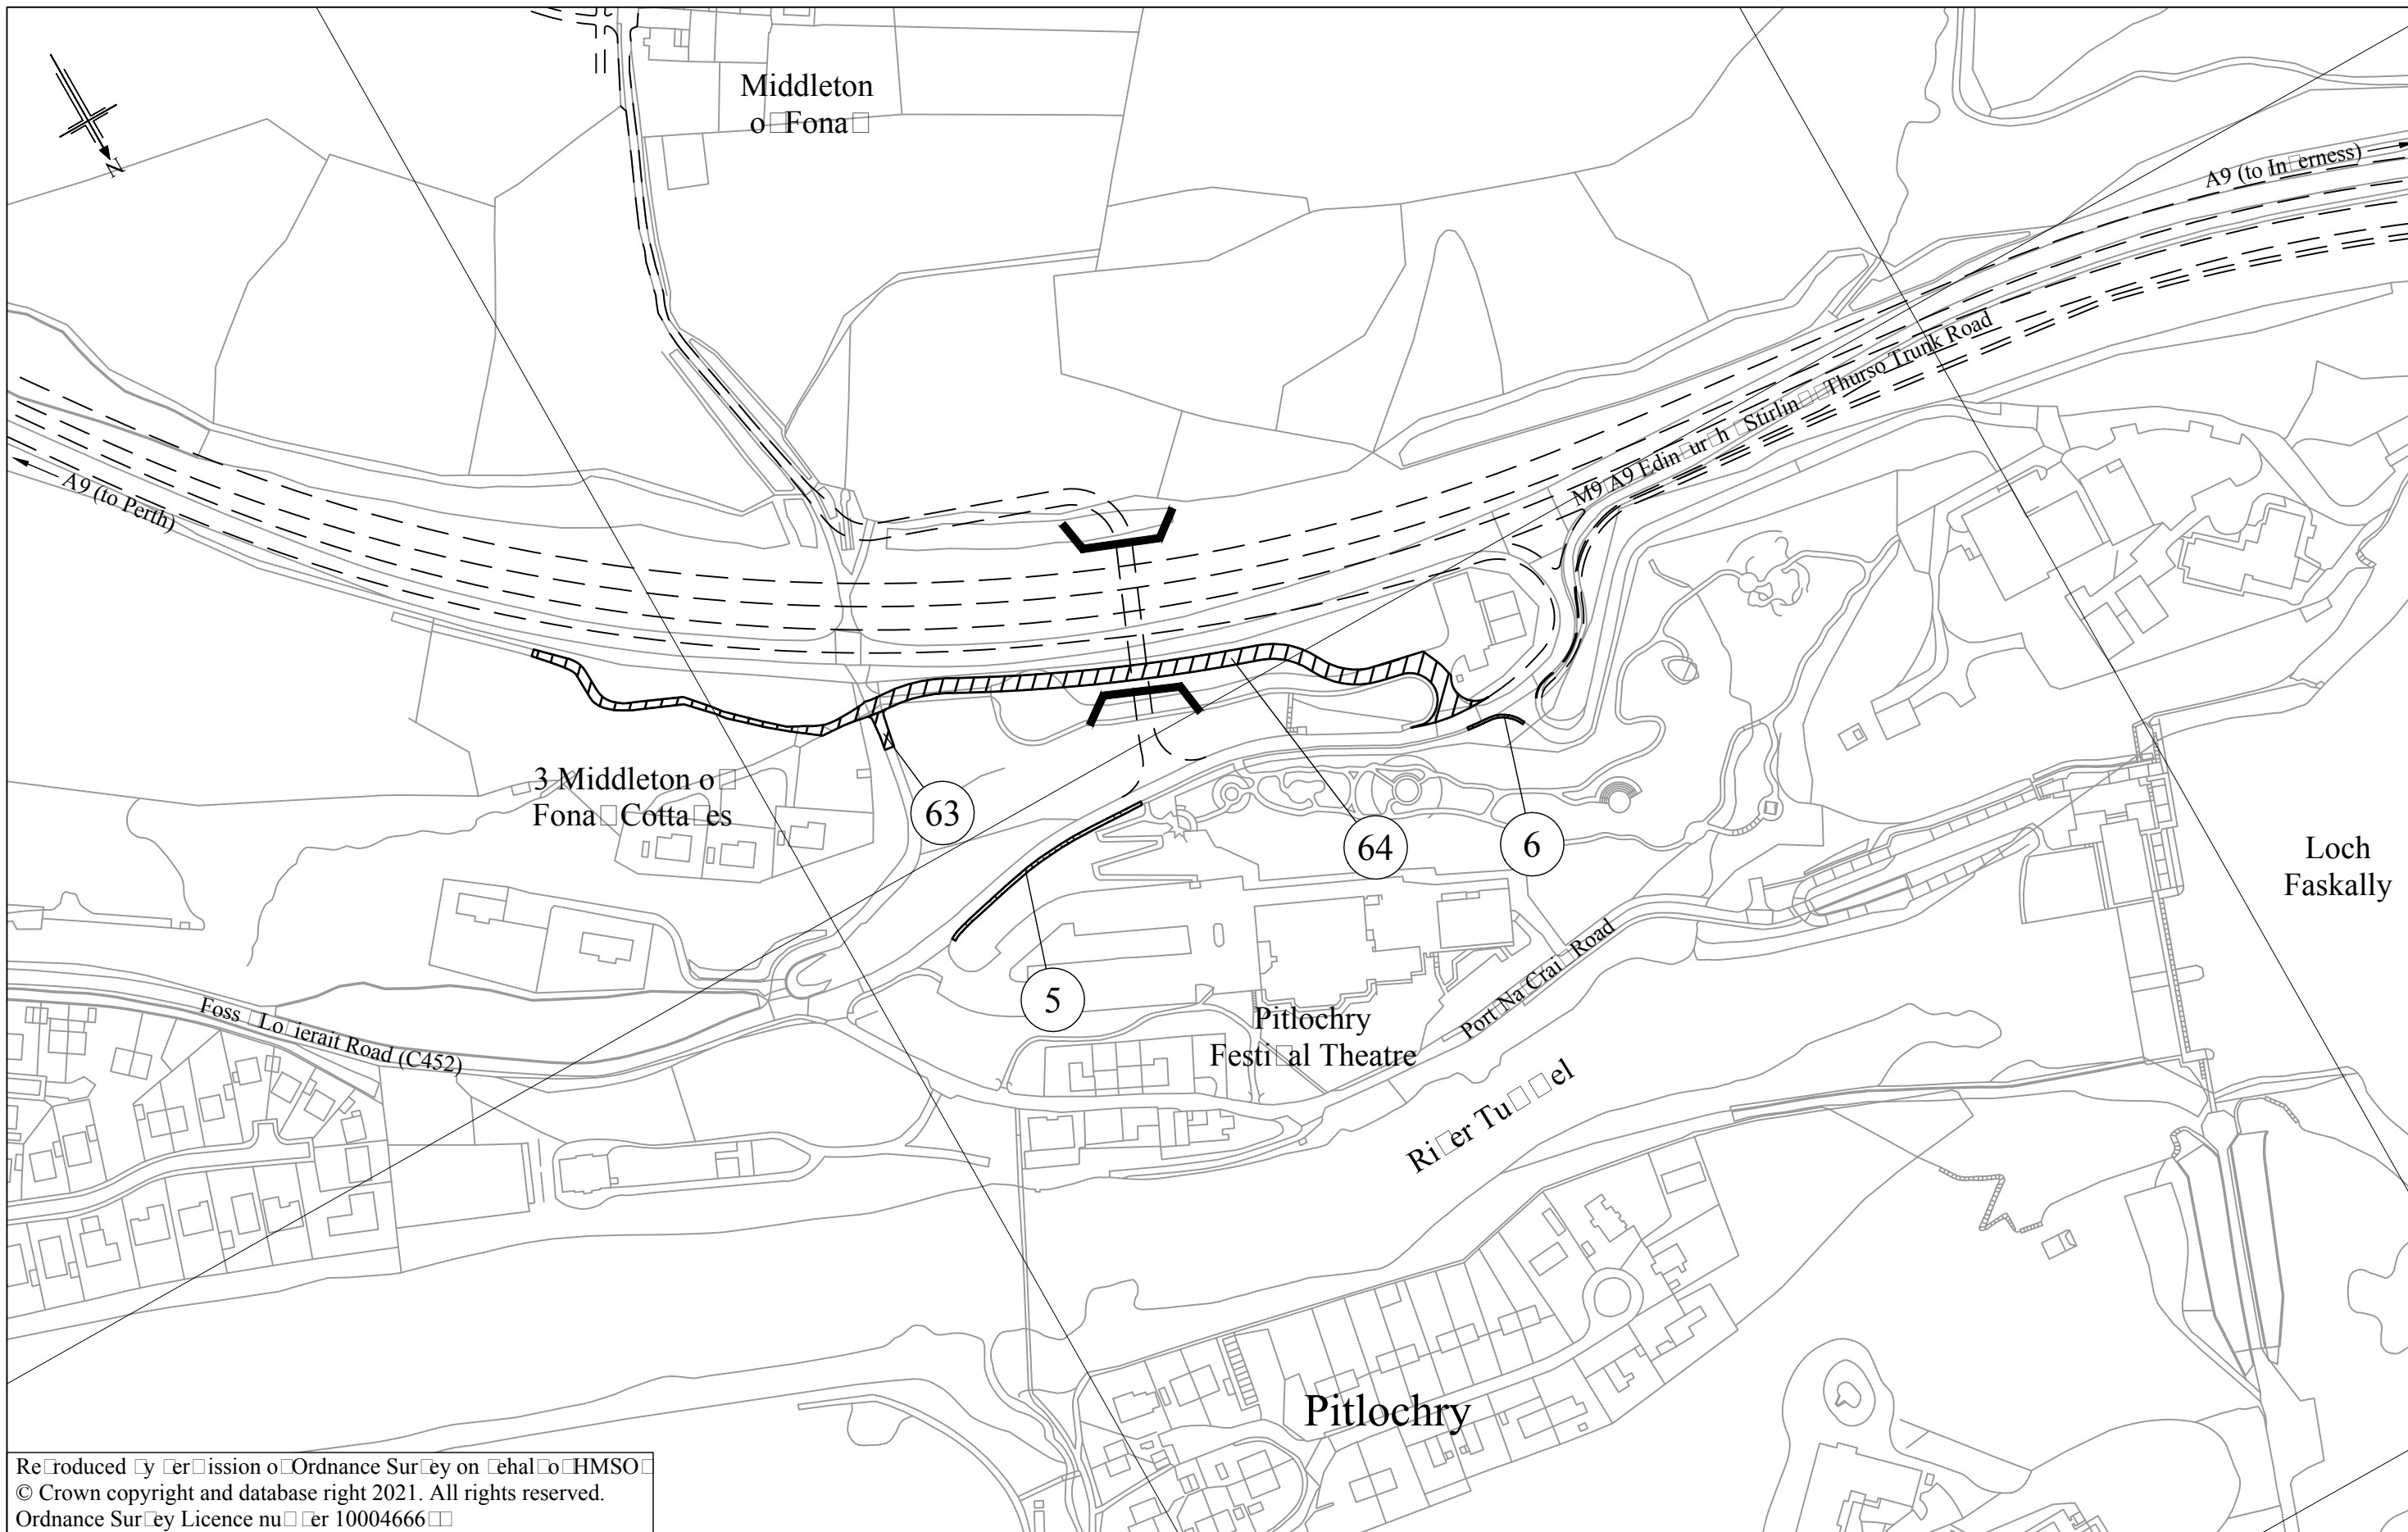 Middleton
o□Fona□
N
A9 (to In□erness)
M9□A9 Edin□ur□h □Stirlin□□Thurso Trunk Road
A9 (to Perth)
3 Middleton o□
Fona□Cotta□es
63
64
6
5
Loch
Faskally
Port Na Crai□Road
Pitlochry
Festi□al Theatre
Foss □Lo□ierait Road (C452)
Ri□er Tu□□el
Pitlochry
Re□roduced □y □er□ission o□Ordnance Sur□ey on □ehal□o□HMSO□
© Crown copyright and database right 2021. All rights reserved.
Ordnance Sur□ey Licence nu□□er 10004666□□